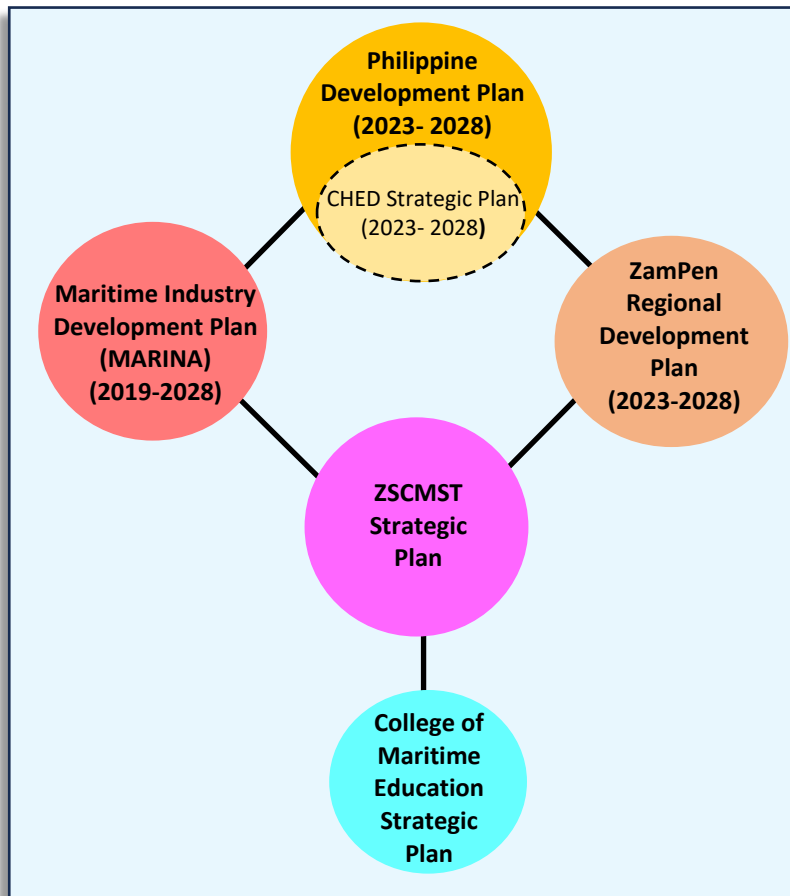 Philippine
Development Plan
(2023- 2028)
CHED Strategic Plan
(2023- 2028)
Maritime Industry
Development Plan
(MARINA)
(2019-2028)
ZamPen
Regional
Development
Plan
(2023-2028)
ZSCMST
Strategic
Plan
College of
Maritime
Education
Strategic
Plan